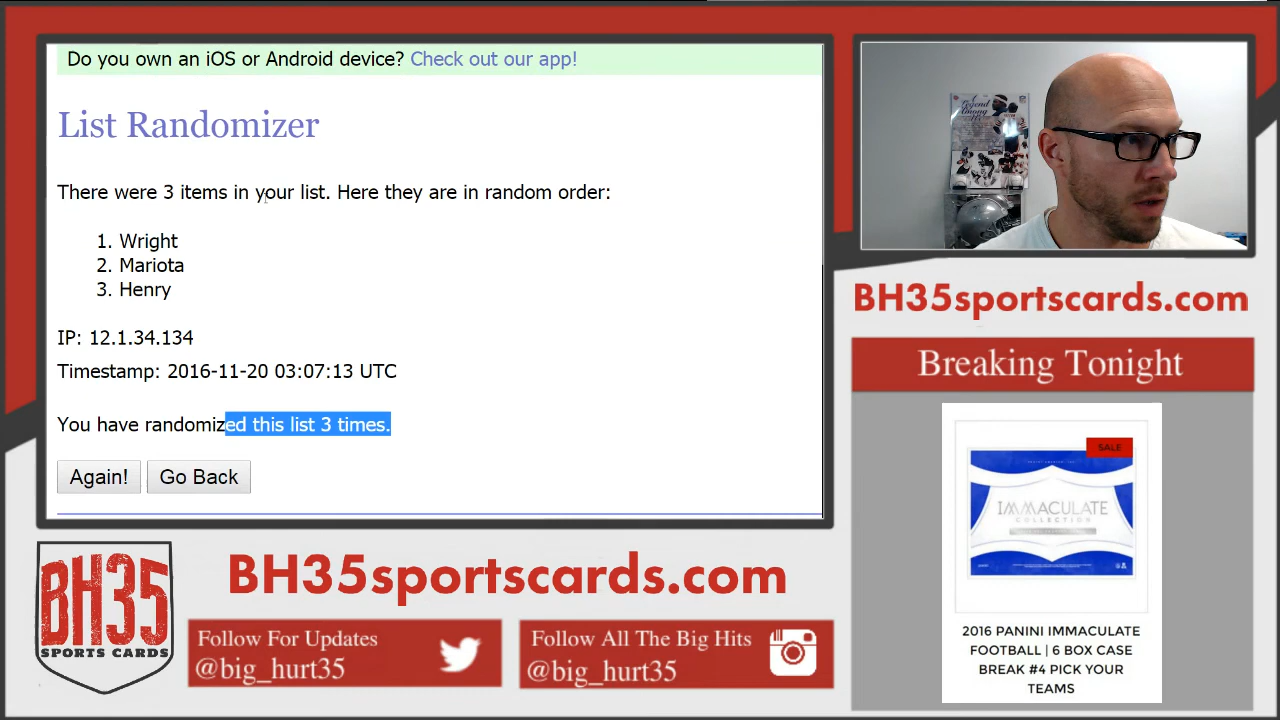 Do you own an iOS or Android device? Check out our app!
List Randomizer
There were 3 items in your list. Here they are in random order:
1. Wright
2. Mariota
3. Henry
IP: 12.1.34.134
Timestamp: 2016-11-20 03:07:13 UTC
You have randomized this list 3 times.
Again! Go Back
BH35sportscards.com
Breaking Tonight
SALE
IMMACULATE
COLLECTION
2016 PANINI IMMACULATE
FOOTBALL | 6 BOX CASE
BREAK #4 PICK YOUR
TEAMS
BH35
SPORTS CARDS
BH35sportscards.com
Follow For Updates
@big_hurt35
Follow All The Big Hits
@big_hurt35